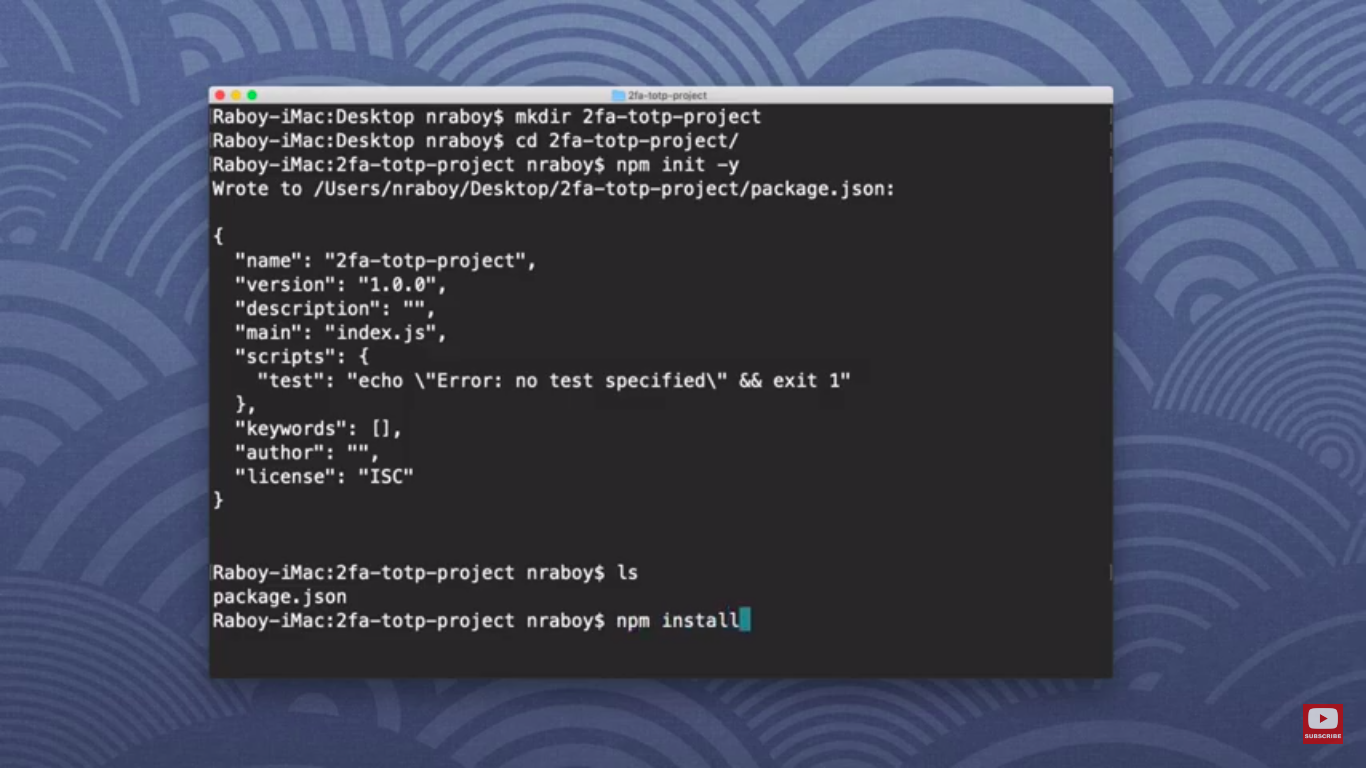 2fa-totp-project
Raboy-iMac:Desktop nraboy$ mkdir 2fa-totp-project
Raboy-iMac:Desktop nraboy$ cd 2fa-totp-project/
Raboy-iMac:2fa-totp-project nraboy$ npm init -y
Wrote to /Users/nraboy/Desktop/2fa-totp-project/package.json:
{
  "name": "2fa-totp-project",
  "version": "1.0.0",
  "description": "",
  "main": "index.js",
  "scripts": {
    "test": "echo \"Error: no test specified\" && exit 1"
  },
  "keywords": [],
  "author": "",
  "license": "ISC"
}
Raboy-iMac:2fa-totp-project nraboy$ ls
package.json
Raboy-iMac:2fa-totp-project nraboy$ npm install
SUBSCRIBE